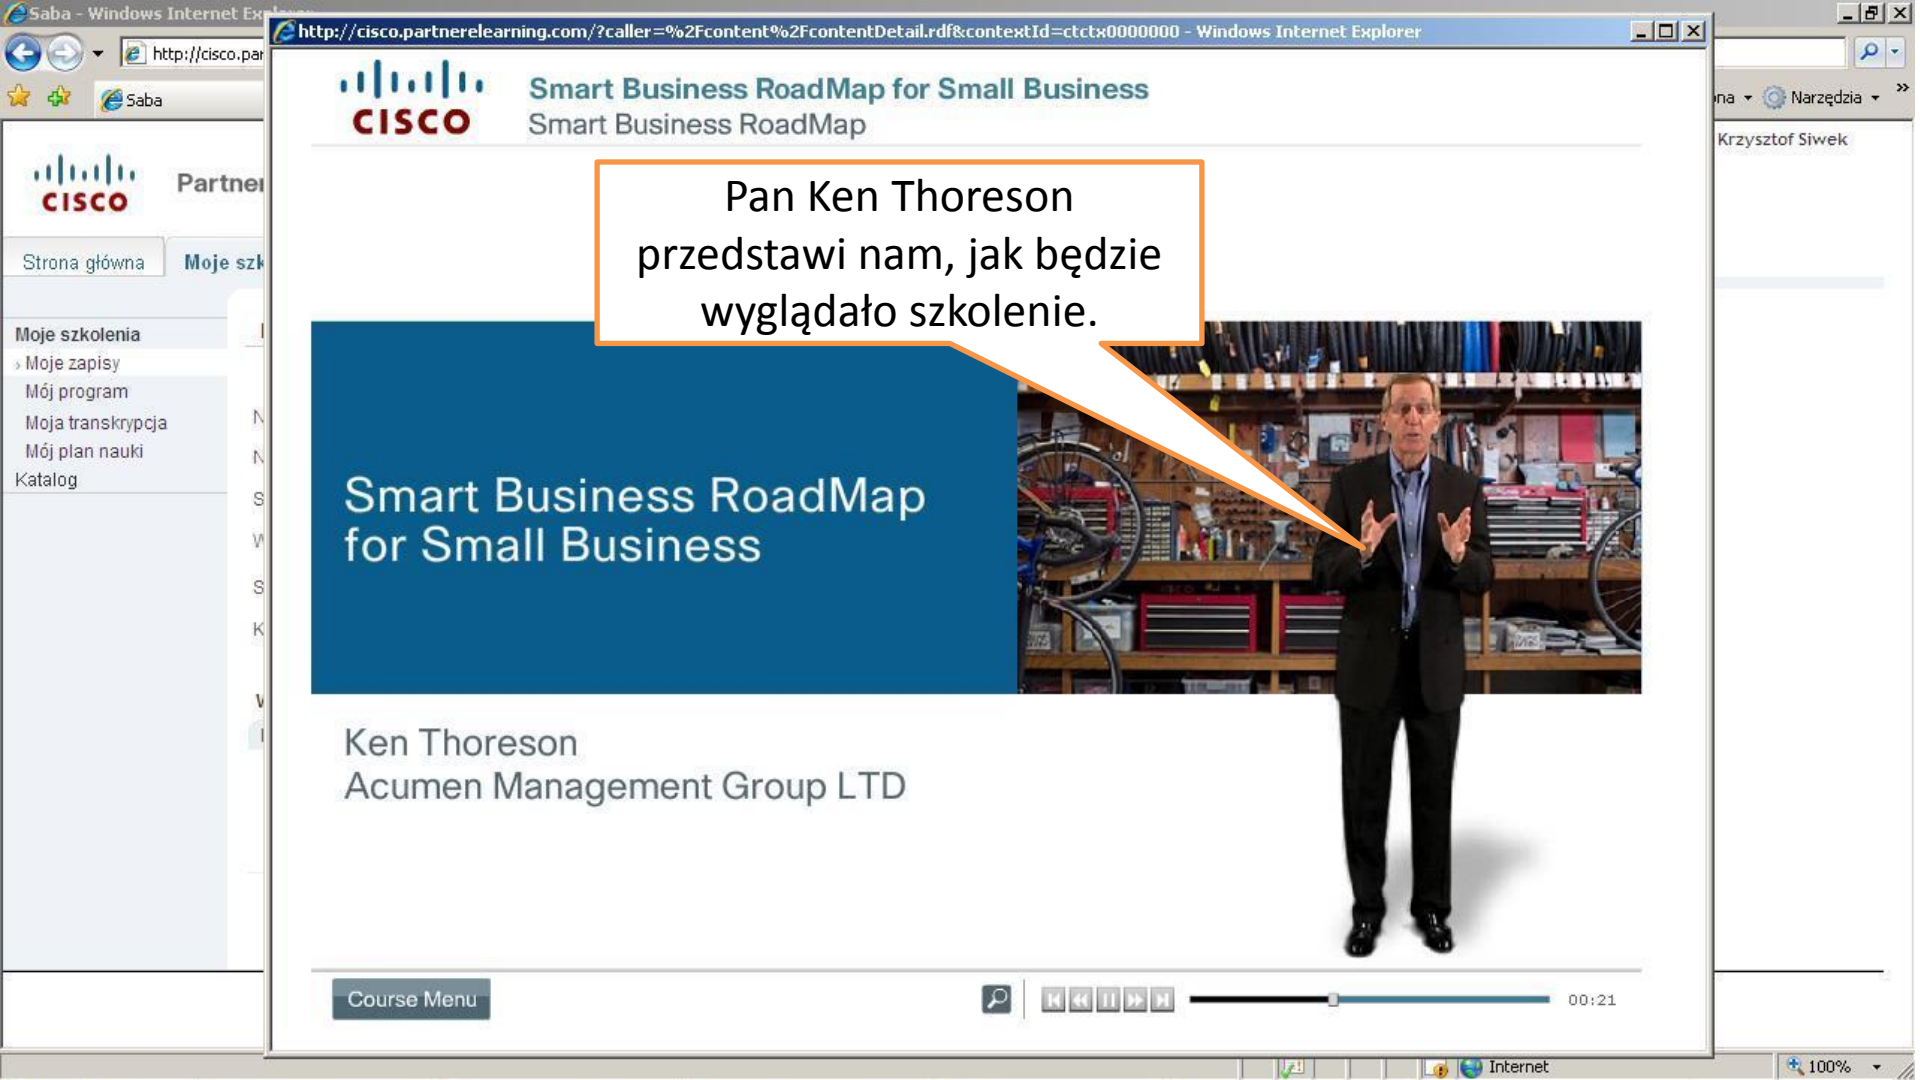 Saba - Windows Internet Explorer
http://cisco.partnerelearning.com/?caller=%2Fcontent%2FcontentDetail.rdf&contextId=ctctx0000000 - Windows Internet Explorer
http://cisco.par
Saba
na
Narzędzia
CISCO
Smart Business RoadMap for Small Business
Smart Business RoadMap
Krzysztof Siwek
CISCO
Partner
Pan Ken Thoreson
przedstawi nam, jak będzie
wyglądało szkolenie.
Strona główna
Moje szk
Moje szkolenia
Moje zapisy
Mój program
Moja transkrypcja
Mój plan nauki
Katalog
N
N
S
W
S
K
Smart Business RoadMap
for Small Business
Ken Thoreson
Acumen Management Group LTD
Course Menu
00:21
Internet
100%